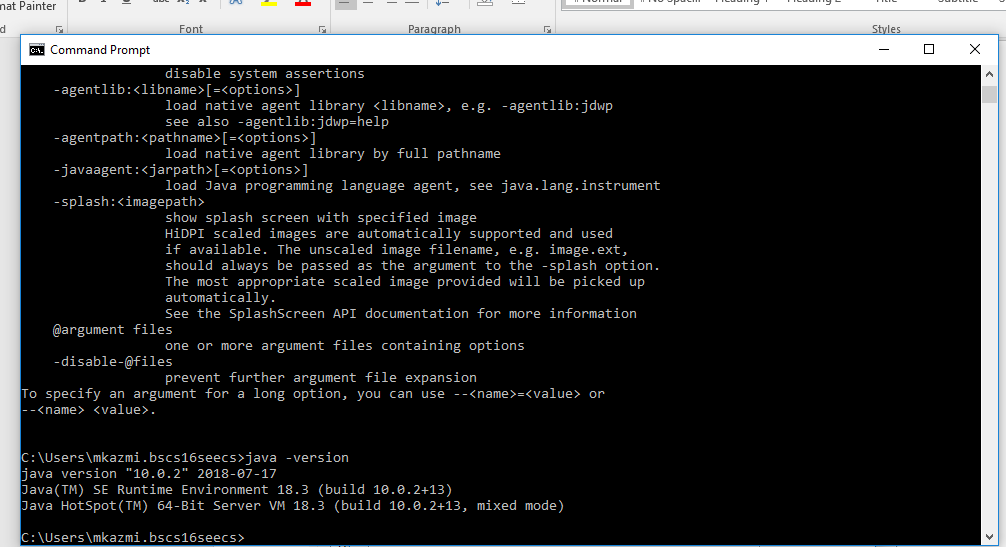 mat Painter
Font
Paragraph
Styles
Command Prompt
disable system assertions
-agentlib:<libname>[=<options>]
load native agent library <libname>, e.g. -agentlib:jdwp
see also -agentlib:jdwp=help
-agentpath:<pathname>[=<options>]
load native agent library by full pathname
-javaagent:<jarpath>[=<options>]
load Java programming language agent, see java.lang.instrument
-splash:<imagepath>
show splash screen with specified image
HiDPI scaled images are automatically supported and used
if available. The unscaled image filename, e.g. image.ext,
should always be passed as the argument to the -splash option.
The most appropriate scaled image provided will be picked up
automatically.
See the SplashScreen API documentation for more information
@argument files
one or more argument files containing options
-disable-@files
prevent further argument file expansion
To specify an argument for a long option, you can use --<name>=<value> or
--<name> <value>.
C:\Users\mkazmi.bscs16seecs>java -version
java version "10.0.2" 2018-07-17
Java(TM) SE Runtime Environment 18.3 (build 10.0.2+13)
Java HotSpot(TM) 64-Bit Server VM 18.3 (build 10.0.2+13, mixed mode)
C:\Users\mkazmi.bscs16seecs>